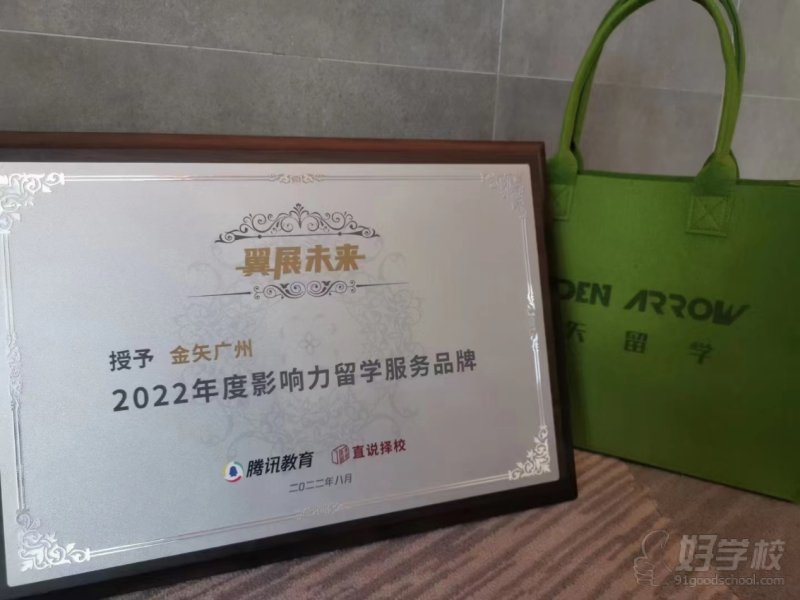 翼展未来
授予 金矢广州
2022年度影响力留学服务品牌
腾讯教育 直说择校
二〇二二年八月
DEN ARROW
矢留学
好学校
91goodschool.com